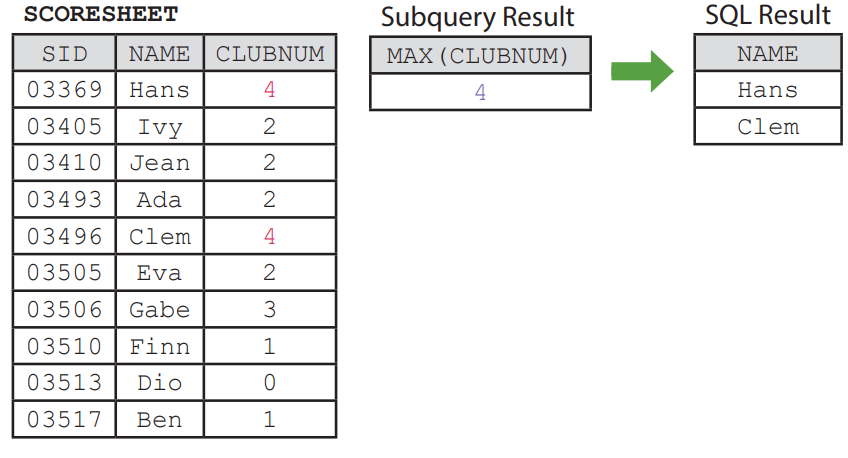 SCORESHEET
SID NAME CLUBNUM
03369 Hans 4
03405 Ivy 2
03410 Jean 2
03493 Ada 2
03496 Clem 4
03505 Eva 2
03506 Gabe 3
03510 Finn 1
03513 Dio 0
03517 Ben 1
Subquery Result
MAX(CLUBNUM)
4
SQL Result
NAME
Hans
Clem